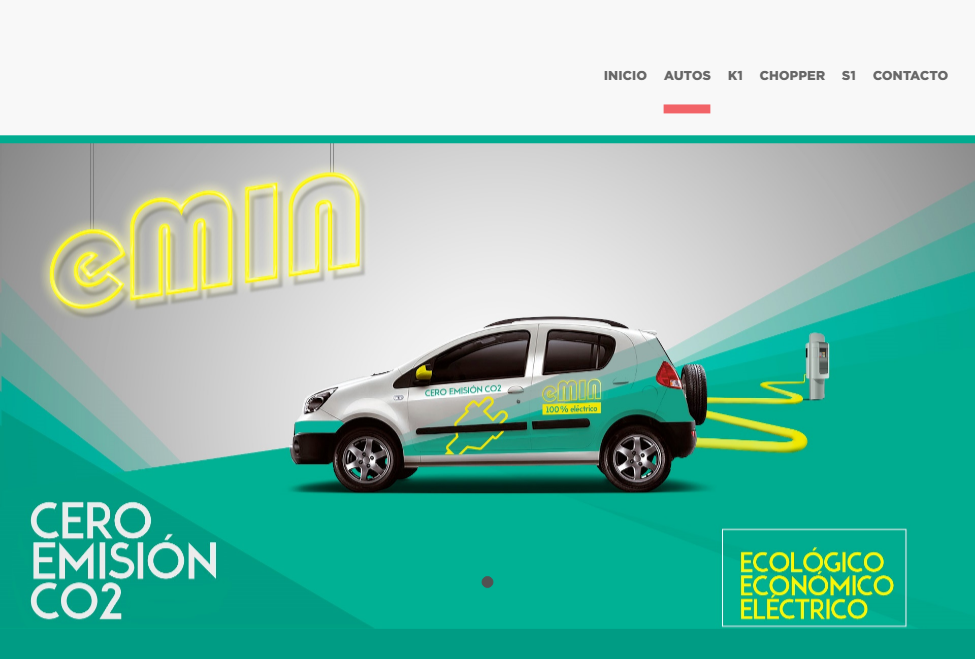 INICIO AUTOS K1 CHOPPER S1 CONTACTO
eMIN
CERO EMISIÓN CO2
eMIN
100% eléctrico
CERO
EMISIÓN
CO2
ECOLÓGICO
ECONÓMICO
ELÉCTRICO